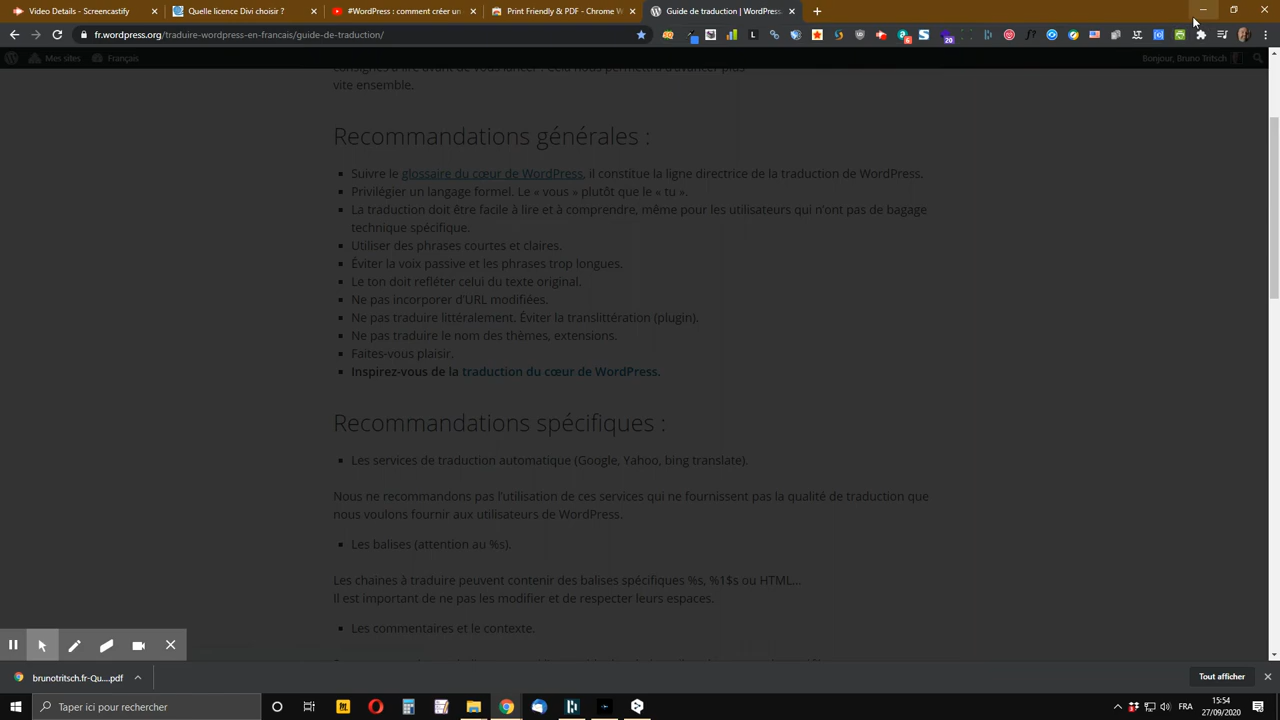 Video Details - Screencastify
Quelle licence Divi choisir ?
#WordPress : comment créer un
Print Friendly & PDF - Chrome W
Guide de traduction | WordPress
fr.wordpress.org/traduire-wordpress-en-francais/guide-de-traduction/
Mes sites
Français
Bonjour, Bruno Tritsch
consignes à lire avant de vous lancer ! Cela nous permettra d'avancer plus
vite ensemble.
Recommandations générales :
Suivre le glossaire du cœur de WordPress, il constitue la ligne directrice de la traduction de WordPress.
Privilégier un langage formel. Le « vous » plutôt que le « tu ».
La traduction doit être facile à lire et à comprendre, même pour les utilisateurs qui n'ont pas de bagage
technique spécifique.
Utiliser des phrases courtes et claires.
Éviter la voix passive et les phrases trop longues.
Le ton doit refléter celui du texte original.
Ne pas incorporer d'URL modifiées.
Ne pas traduire littéralement. Éviter la translittération (plugin).
Ne pas traduire le nom des thèmes, extensions.
Faites-vous plaisir.
Inspirez-vous de la traduction du cœur de WordPress.
Recommandations spécifiques :
Les services de traduction automatique (Google, Yahoo, bing translate).
Nous ne recommandons pas l'utilisation de ces services qui ne fournissent pas la qualité de traduction que
nous voulons fournir aux utilisateurs de WordPress.
Les balises (attention au %s).
Les chaines à traduire peuvent contenir des balises spécifiques %s, %1$s ou HTML…
Il est important de ne pas les modifier et de respecter leurs espaces.
Les commentaires et le contexte.
brunotritsch.fr-Qu....pdf
Tout afficher
Taper ici pour rechercher
FRA
15:54
27/09/2020